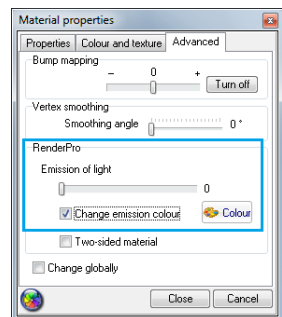 Material properties
Properties Colour and texture Advanced
Bump mapping
- 0 +
Turn off
Vertex smoothing
Smoothing angle 0 °
RenderPro
Emission of light
0
Change emission colour Colour
Two-sided material
Change globally
Close Cancel